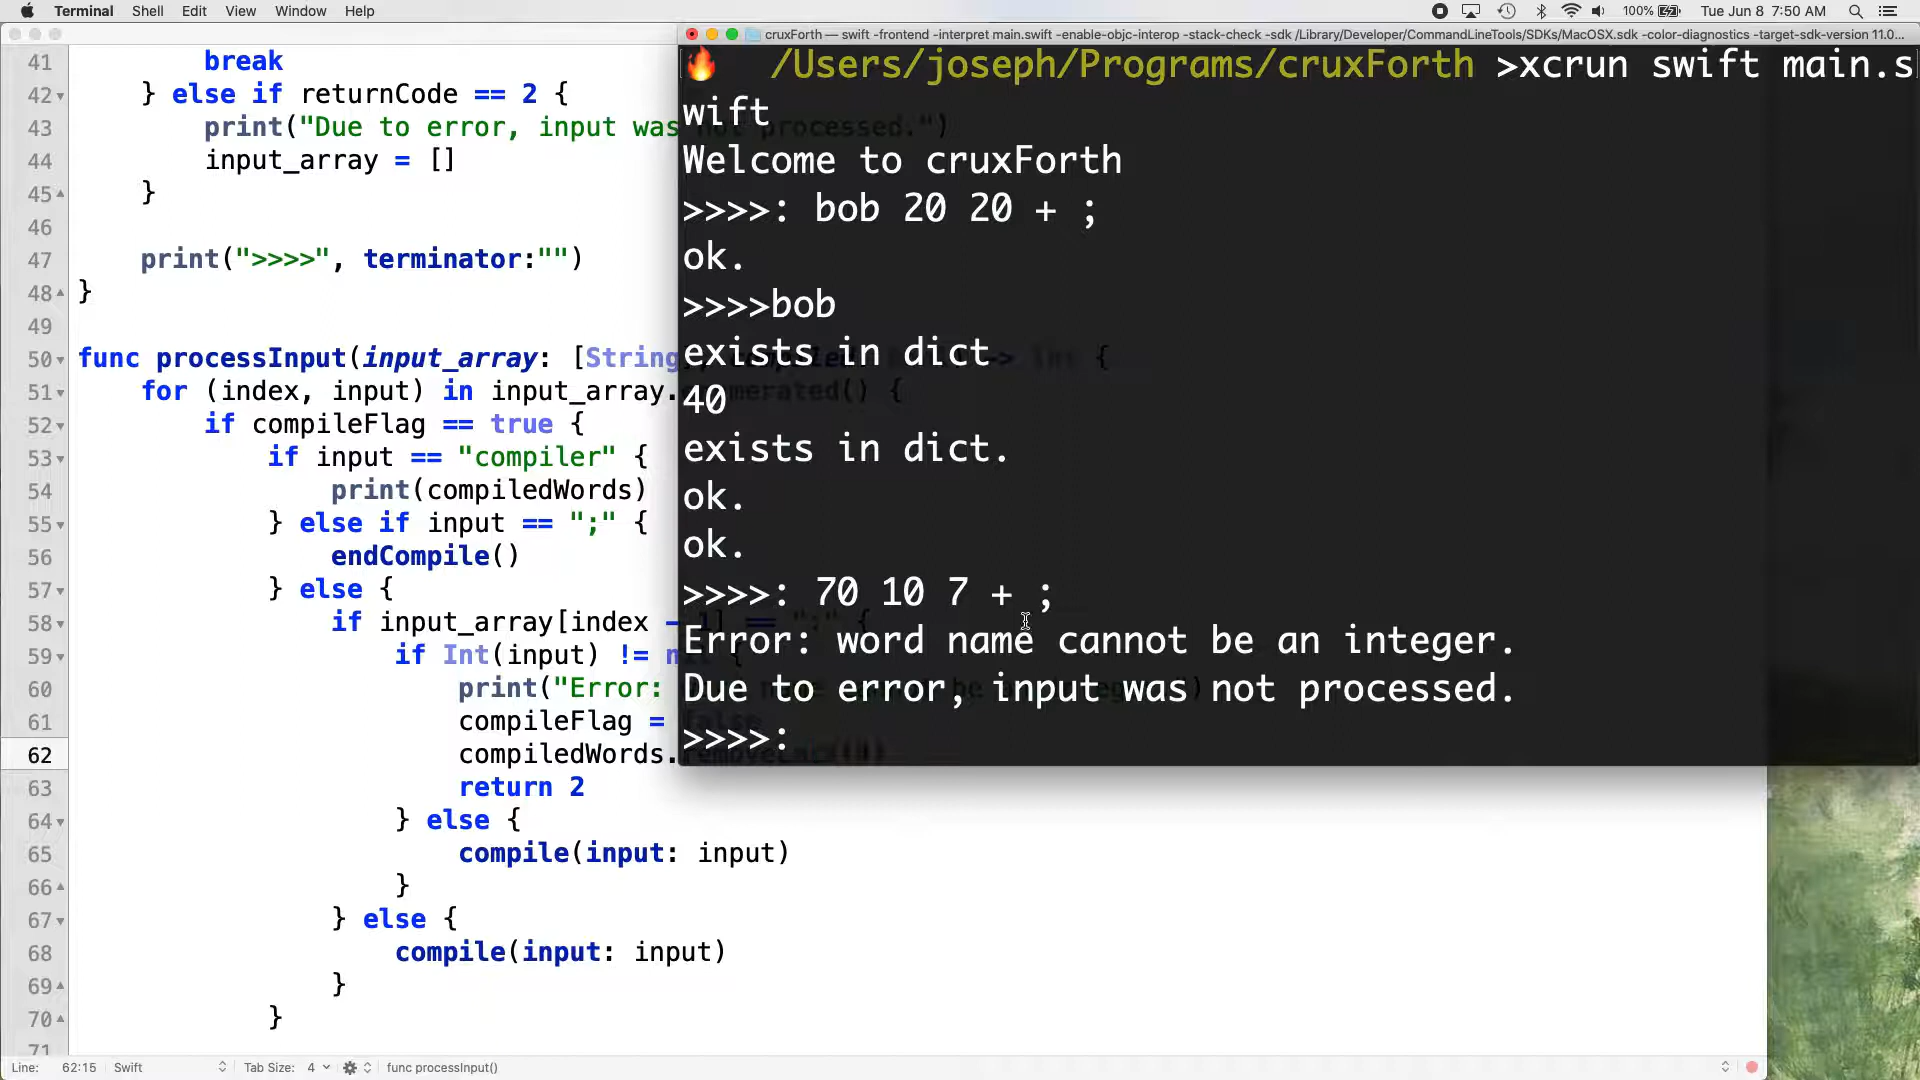 Terminal Shell Edit View Window Help 100% Tue Jun 8 7:50 AM
cruxForth — swift -frontend -interpret main.swift -enable-objc-interop -stack-check -sdk /Library/Developer/CommandLineTools/SDKs/MacOSX.sdk -color-diagnostics -target-sdk-version 11.0...
/Users/joseph/Programs/cruxForth >xcrun swift main.s
wift
Welcome to cruxForth
>>>>: bob 20 20 + ;
ok.
>>>>bob
exists in dict
40
exists in dict.
ok.
ok.
>>>>: 70 10 7 + ;
Error: word name cannot be an integer.
Due to error, input was not processed.
>>>>:
41 break
42 } else if returnCode == 2 {
43 print("Due to error, input was not processed.")
44 input_array = []
45 }
46
47 print(">>>>", terminator:"")
48 }
49
50 func processInput(input_array: [String Int {
51 for (index, input) in input_array.enumerated() {
52 if compileFlag == true {
53 if input == "compiler" {
54 print(compiledWords)
55 } else if input == ";" {
56 endCompile()
57 } else {
58 if input_array[index - 1] == ":" {
59 if Int(input) != nil {
60 print("Error:
61 compileFlag = false
62 compiledWords.removeLast()
63 return 2
64 } else {
65 compile(input: input)
66 }
67 } else {
68 compile(input: input)
69 }
70 }
71
Line: 62:15 Swift Tab Size: 4 func processInput()